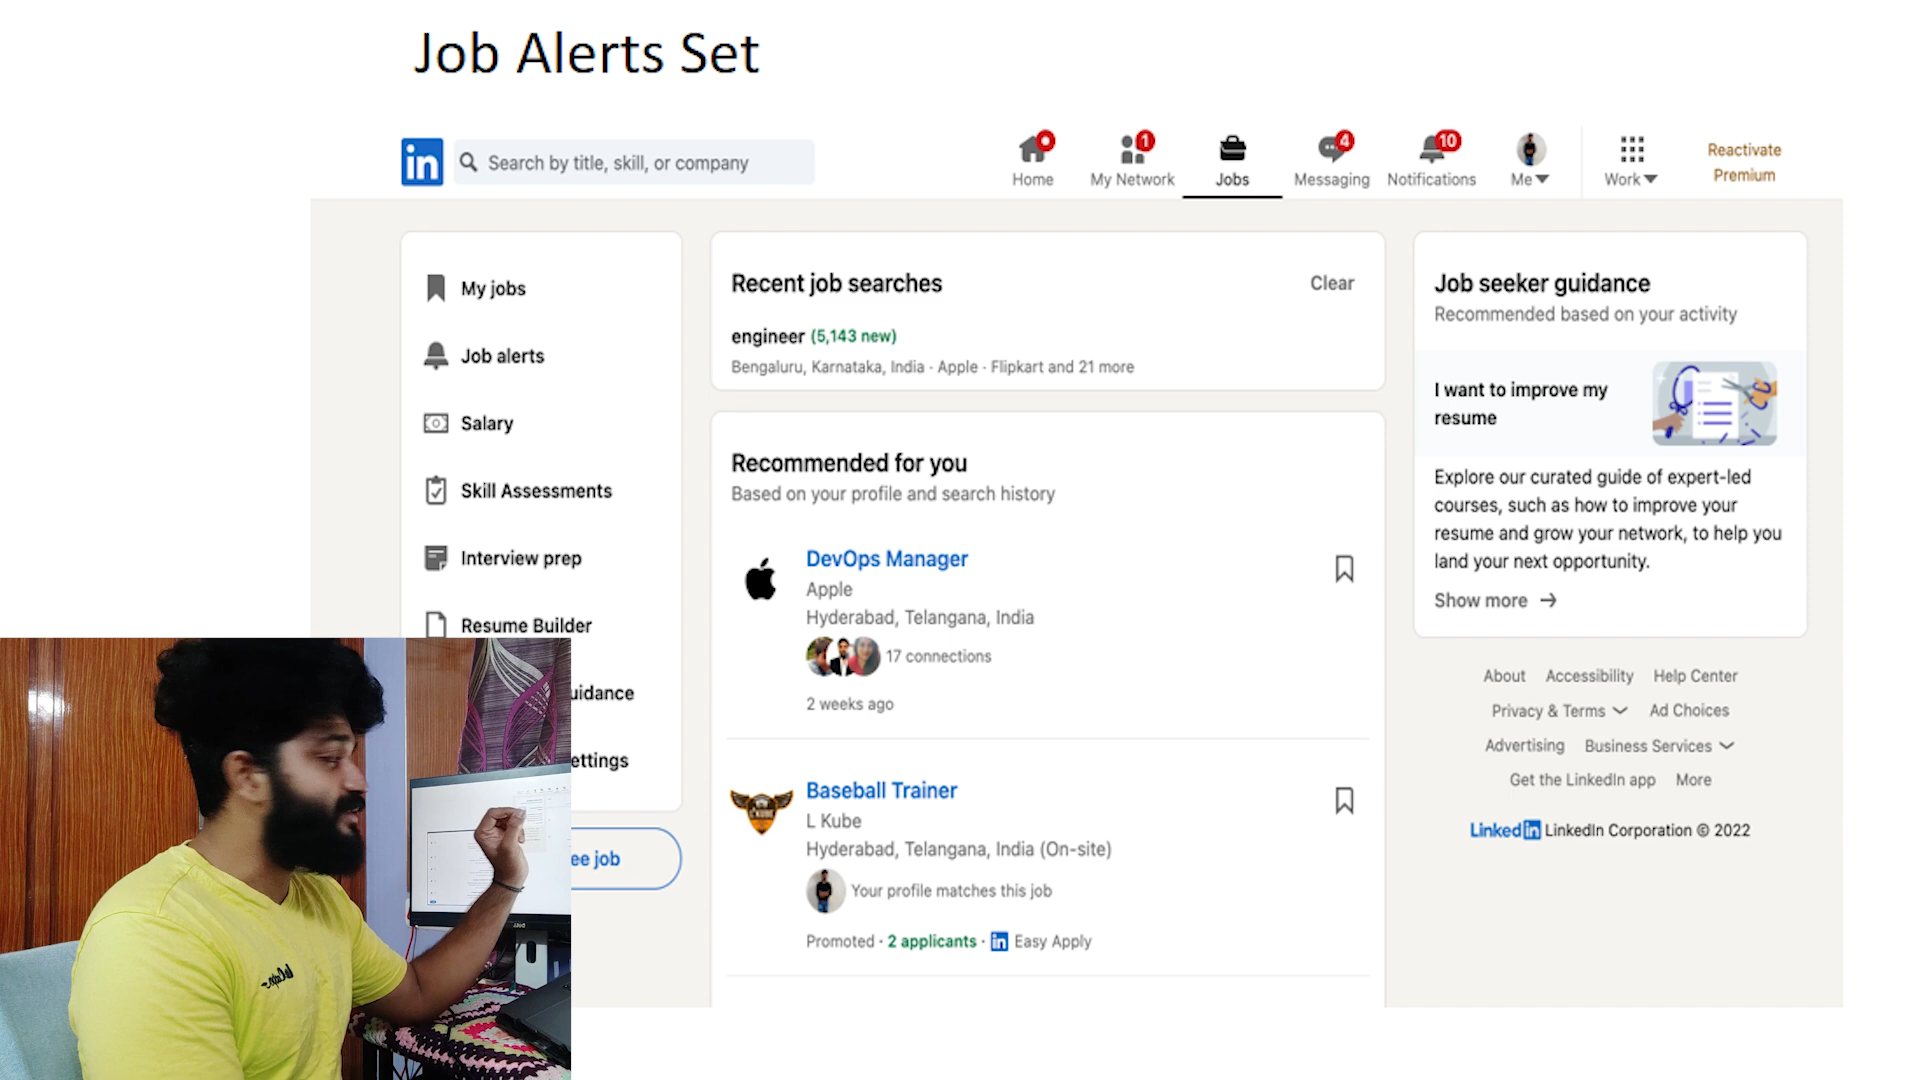 Job Alerts Set
in
Search by title, skill, or company
Home
1
My Network
Jobs
4
Messaging
10
Notifications
Me
Work
Reactivate
Premium
My jobs
Job alerts
Salary
Skill Assessments
Interview prep
Resume Builder
uidance
ettings
ee job
Recent job searches
Clear
engineer (5,143 new)
Bengaluru, Karnataka, India · Apple · Flipkart and 21 more
Recommended for you
Based on your profile and search history
DevOps Manager
Apple
Hyderabad, Telangana, India
17 connections
2 weeks ago
Baseball Trainer
L Kube
Hyderabad, Telangana, India (On-site)
Your profile matches this job
Promoted · 2 applicants · in Easy Apply
Job seeker guidance
Recommended based on your activity
I want to improve my
resume
Explore our curated guide of expert-led
courses, such as how to improve your
resume and grow your network, to help you
land your next opportunity.
Show more →
About Accessibility Help Center
Privacy & Terms Ad Choices
Advertising Business Services
Get the LinkedIn app More
LinkedIn LinkedIn Corporation © 2022